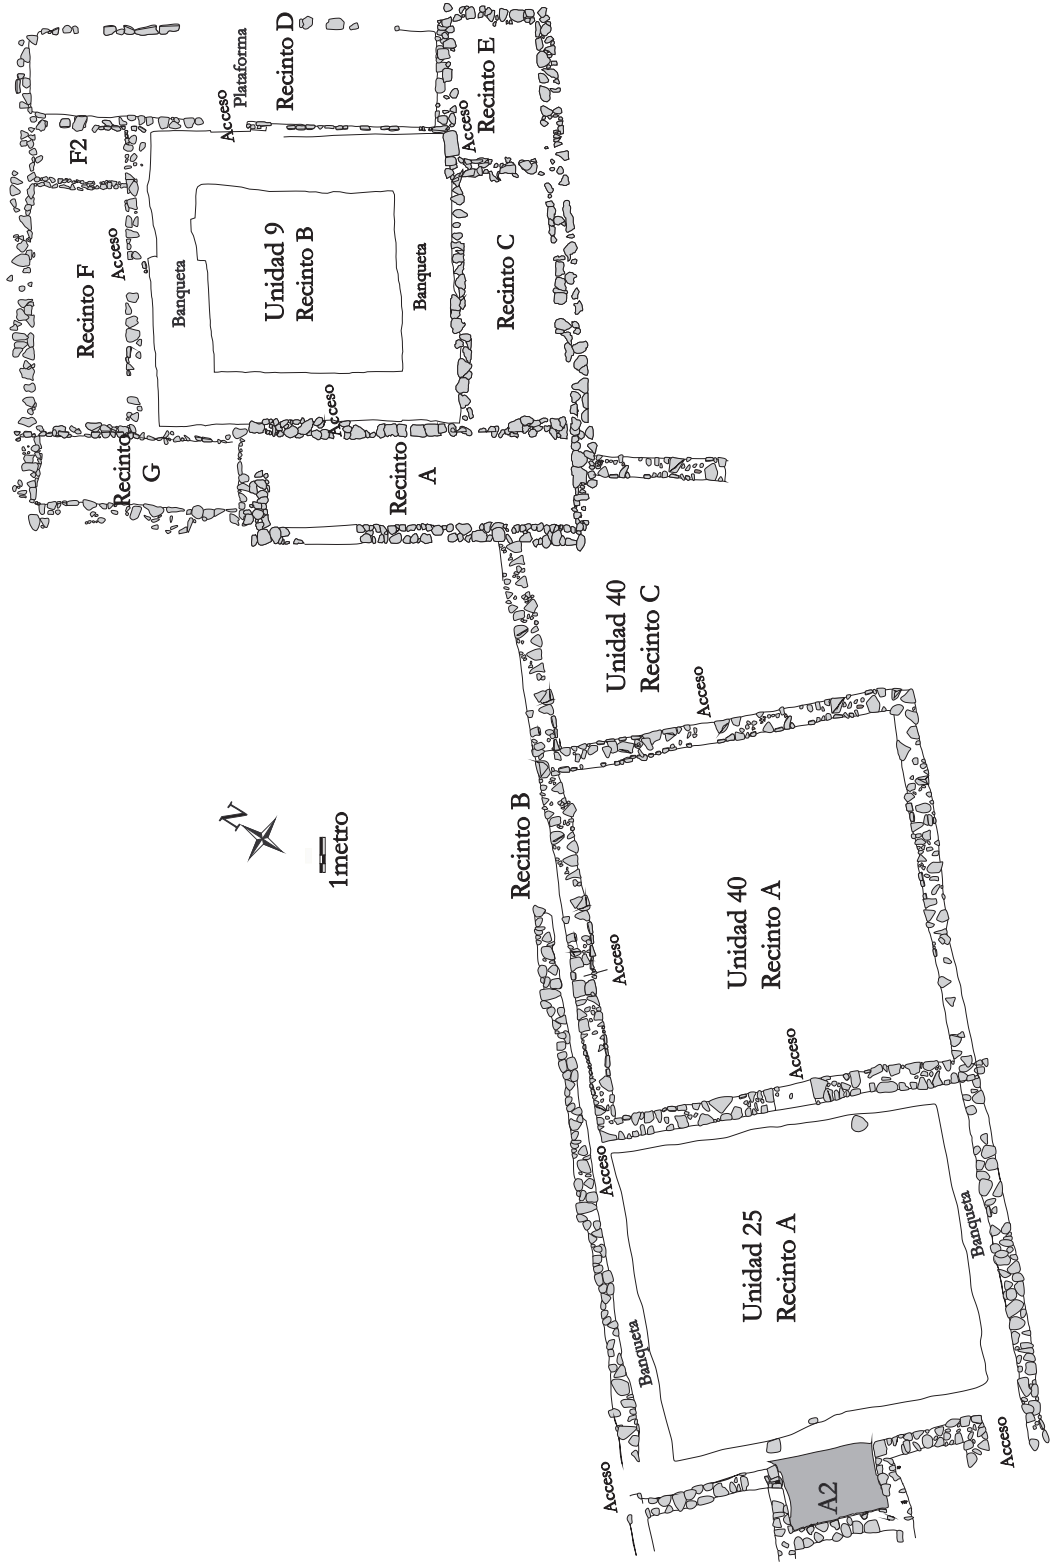 Recinto D
Plataforma
Acceso
Recinto E
Acceso
F2
Recinto F
Acceso
Banqueta
Unidad 9
Recinto B
Banqueta
Recinto C
Acceso
Recinto
G
Recinto
A
Unidad 40
Recinto C
Acceso
N
1metro
Recinto B
Acceso
Unidad 40
Recinto A
Acceso
Acceso
Unidad 25
Recinto A
Banqueta
Banqueta
Acceso
A2
Acceso